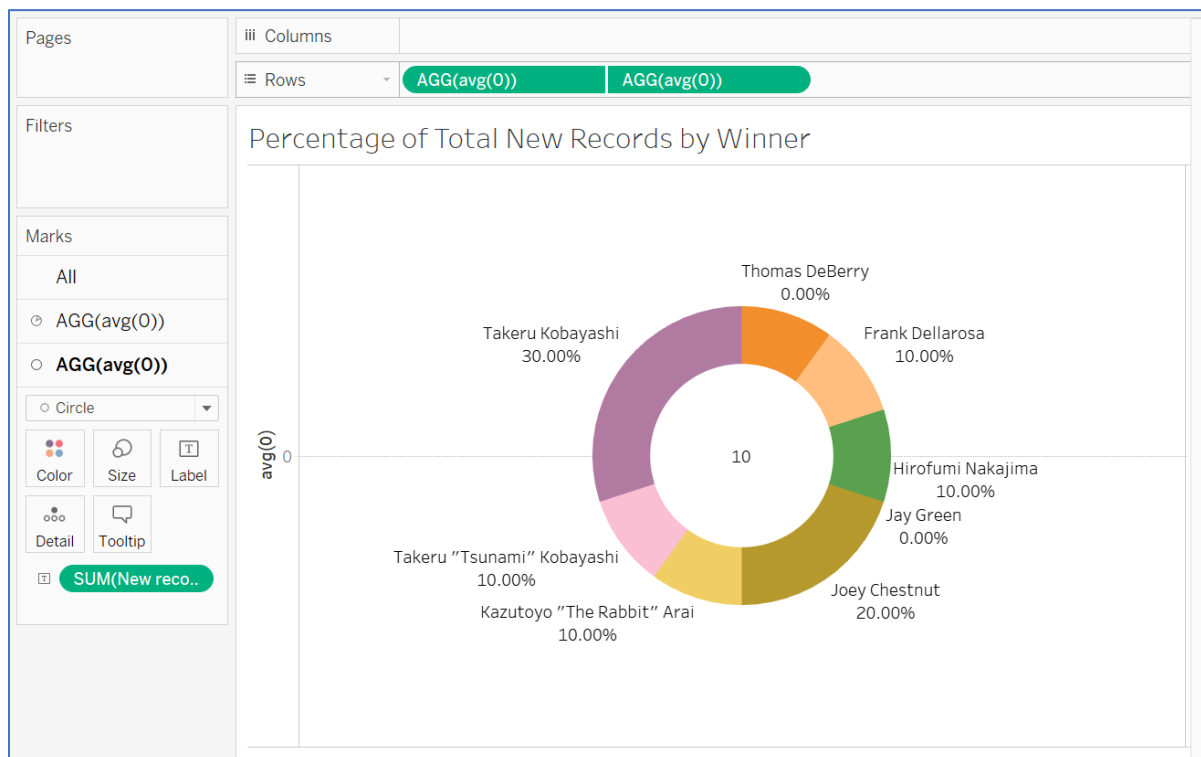 Pages
Columns
Rows
AGG(avg(0)) AGG(avg(0))
Filters
Marks
All
AGG(avg(0))
AGG(avg(0))
Circle
Color Size Label
Detail Tooltip
SUM(New reco..
Percentage of Total New Records by Winner
avg(0)
0
Thomas DeBerry
0.00%
Frank Dellarosa
10.00%
Hirofumi Nakajima
10.00%
Jay Green
0.00%
Joey Chestnut
20.00%
Kazutoyo "The Rabbit" Arai
10.00%
Takeru "Tsunami" Kobayashi
10.00%
Takeru Kobayashi
30.00%
10